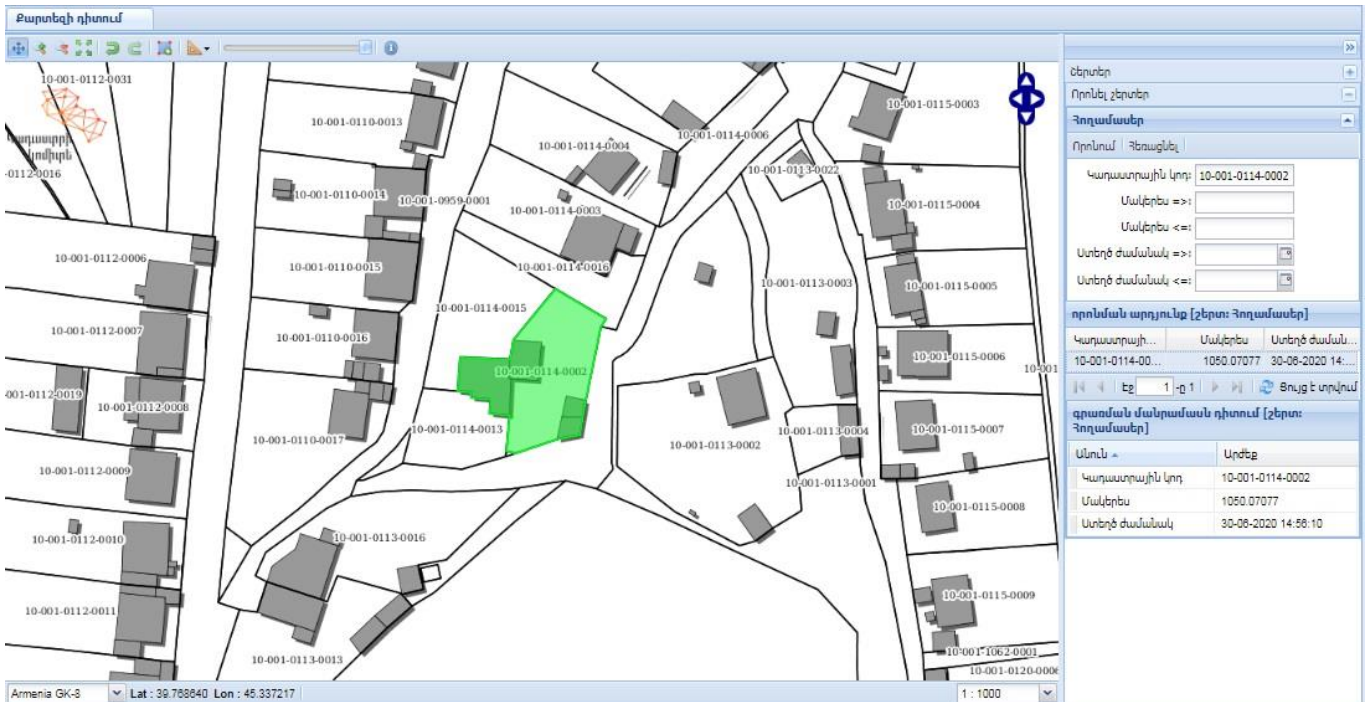 Քարտեզի դիտում
10-001-0112-0031
10-001-0110-0013
10-001-0114-0004
10-001-0114-0006
10-001-0115-0003
10-001-0113-0022
-0112-0016
10-001-0110-0014
10-001-0959-0001
10-001-0114-0003
10-001-0115-0004
10-001-0112-0006
10-001-0110-0015
10-001-0114-0016
10-001-0113-0003
10-001-0115-0005
10-001-0114-0015
10-001-0112-0007
10-001-0110-0016
10-001-0115-0006
10-001
10-001-0114-0002
001-0112-0019
10-001-0112-0008
10-001-0110-0017
10-001-0114-0013
10-001-0113-0002
10-001-0113-0004
10-001-0115-0007
10-001-0112-0009
10-001-0113-0001
10-001-0115-0008
10-001-0112-0010
10-001-0113-0016
10-001-0115-0009
10-001-0112-0011
10-001-0113-0013
10-001-1062-0001
10-001-0120-0006
Armenia GK-8
Lat : 39.768640 Lon : 45.337217
1 : 1000
Շերտեր
Որոնել շերտեր
Հողամասեր
Որոնում Հեռացնել
Կադաստրային կոդ: 10-001-0114-0002
Մակերես =>:
Մակերես <=:
Ստեղծ ժամանակ =>:
Ստեղծ ժամանակ <=:
որոնման արդյունք [շերտ: Հողամասեր]
Կադաստրայի... Մակերես Ստեղծ ժաման...
10-001-0114-00... 1050.07077 30-06-2020 14:...
Էջ 1 -ը 1 Ցույց է տրվում
գրառման մանրամասն դիտում [շերտ:
Հողամասեր]
Անուն Արժեք
Կադաստրային կոդ 10-001-0114-0002
Մակերես 1050.07077
Ստեղծ ժամանակ 30-06-2020 14:56:10